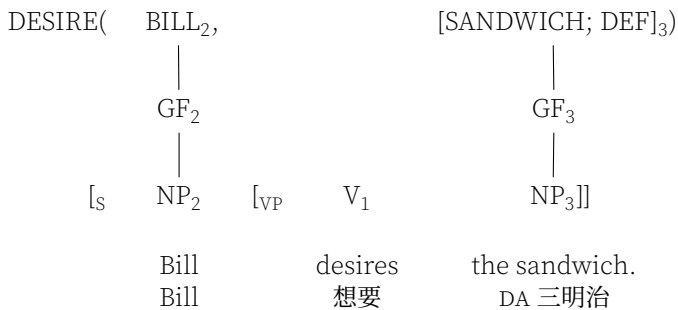 DESIRE( BILL₂, [SANDWICH; DEF]₃)
GF₂ GF₃
[S NP₂ [VP V₁ NP₃]]
Bill desires the sandwich.
Bill 想要 DA 三明治